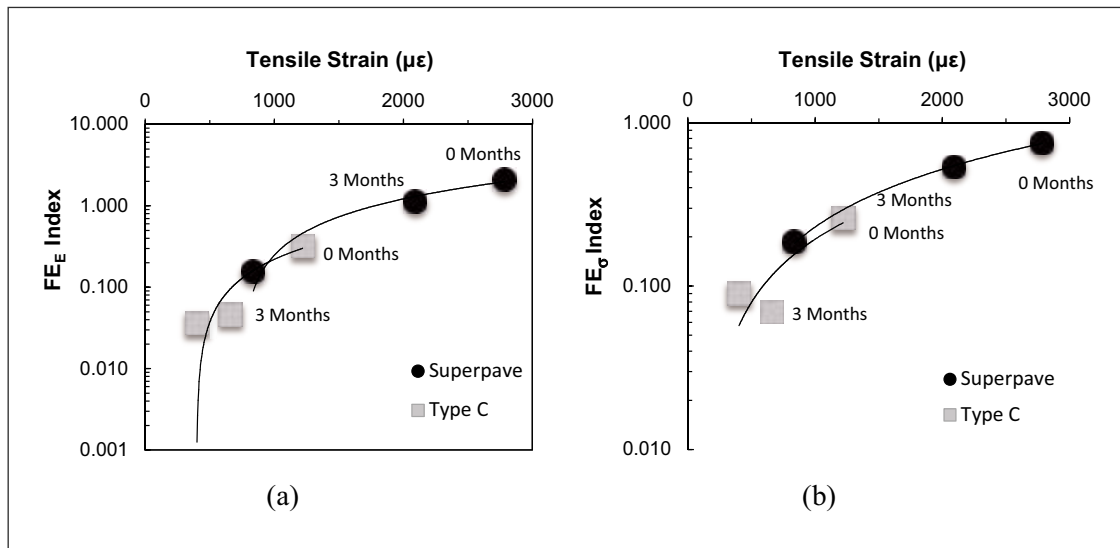 Tensile Strain (με)
0 1000 2000 3000
10.000
1.000
0.100
0.010
0.001
FE_E Index
0 Months
3 Months
0 Months
3 Months
Superpave
Type C
(a)
Tensile Strain (με)
0 1000 2000 3000
1.000
0.100
0.010
FE_σ Index
3 Months
0 Months
0 Months
3 Months
Superpave
Type C
(b)